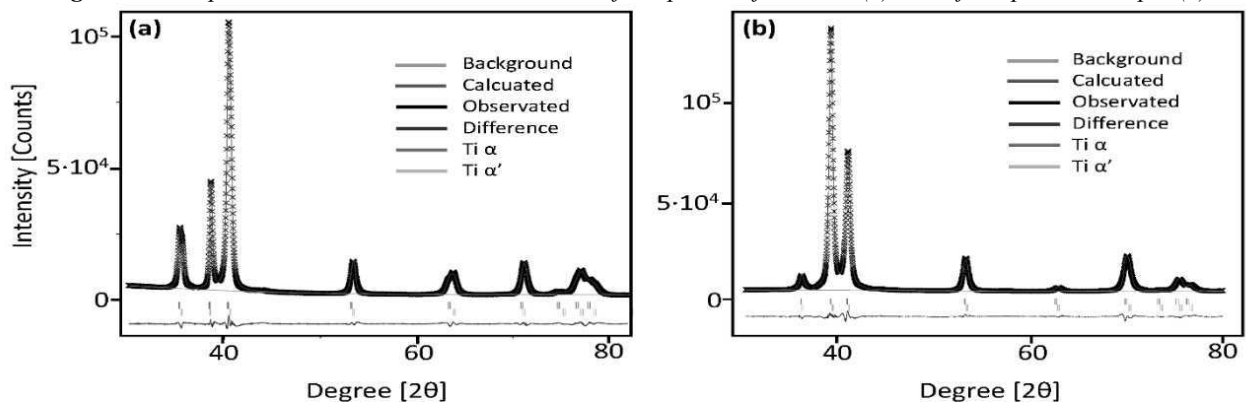 (a)
Intensity [Counts]
10⁵
5·10⁴
0
Background
Calcuated
Observated
Difference
Ti α
Ti α’
40
60
80
Degree [2θ]
(b)
10⁵
5·10⁴
0
Background
Calcuated
Observated
Difference
Ti α
Ti α’
40
60
80
Degree [2θ]